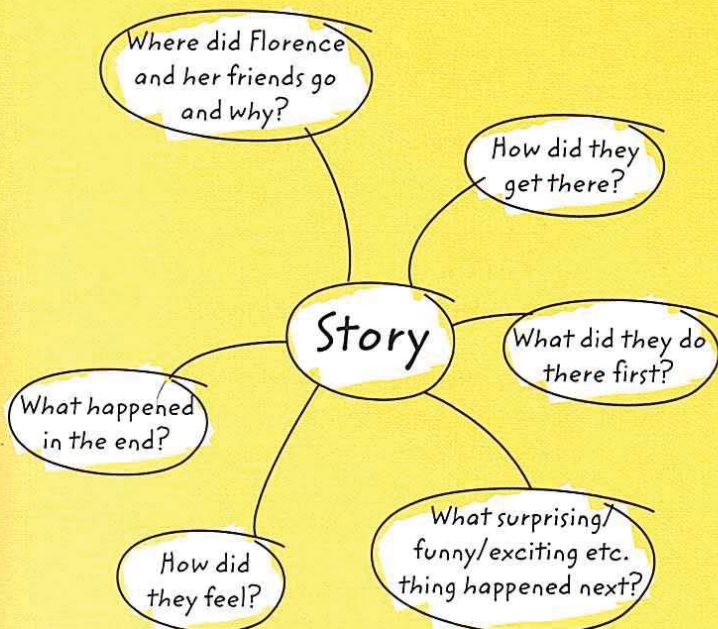 Where did Florence
and her friends go
and why?
How did they
get there?
Story
What did they do
there first?
What happened
in the end?
What surprising/
funny/exciting etc.
thing happened next?
How did
they feel?